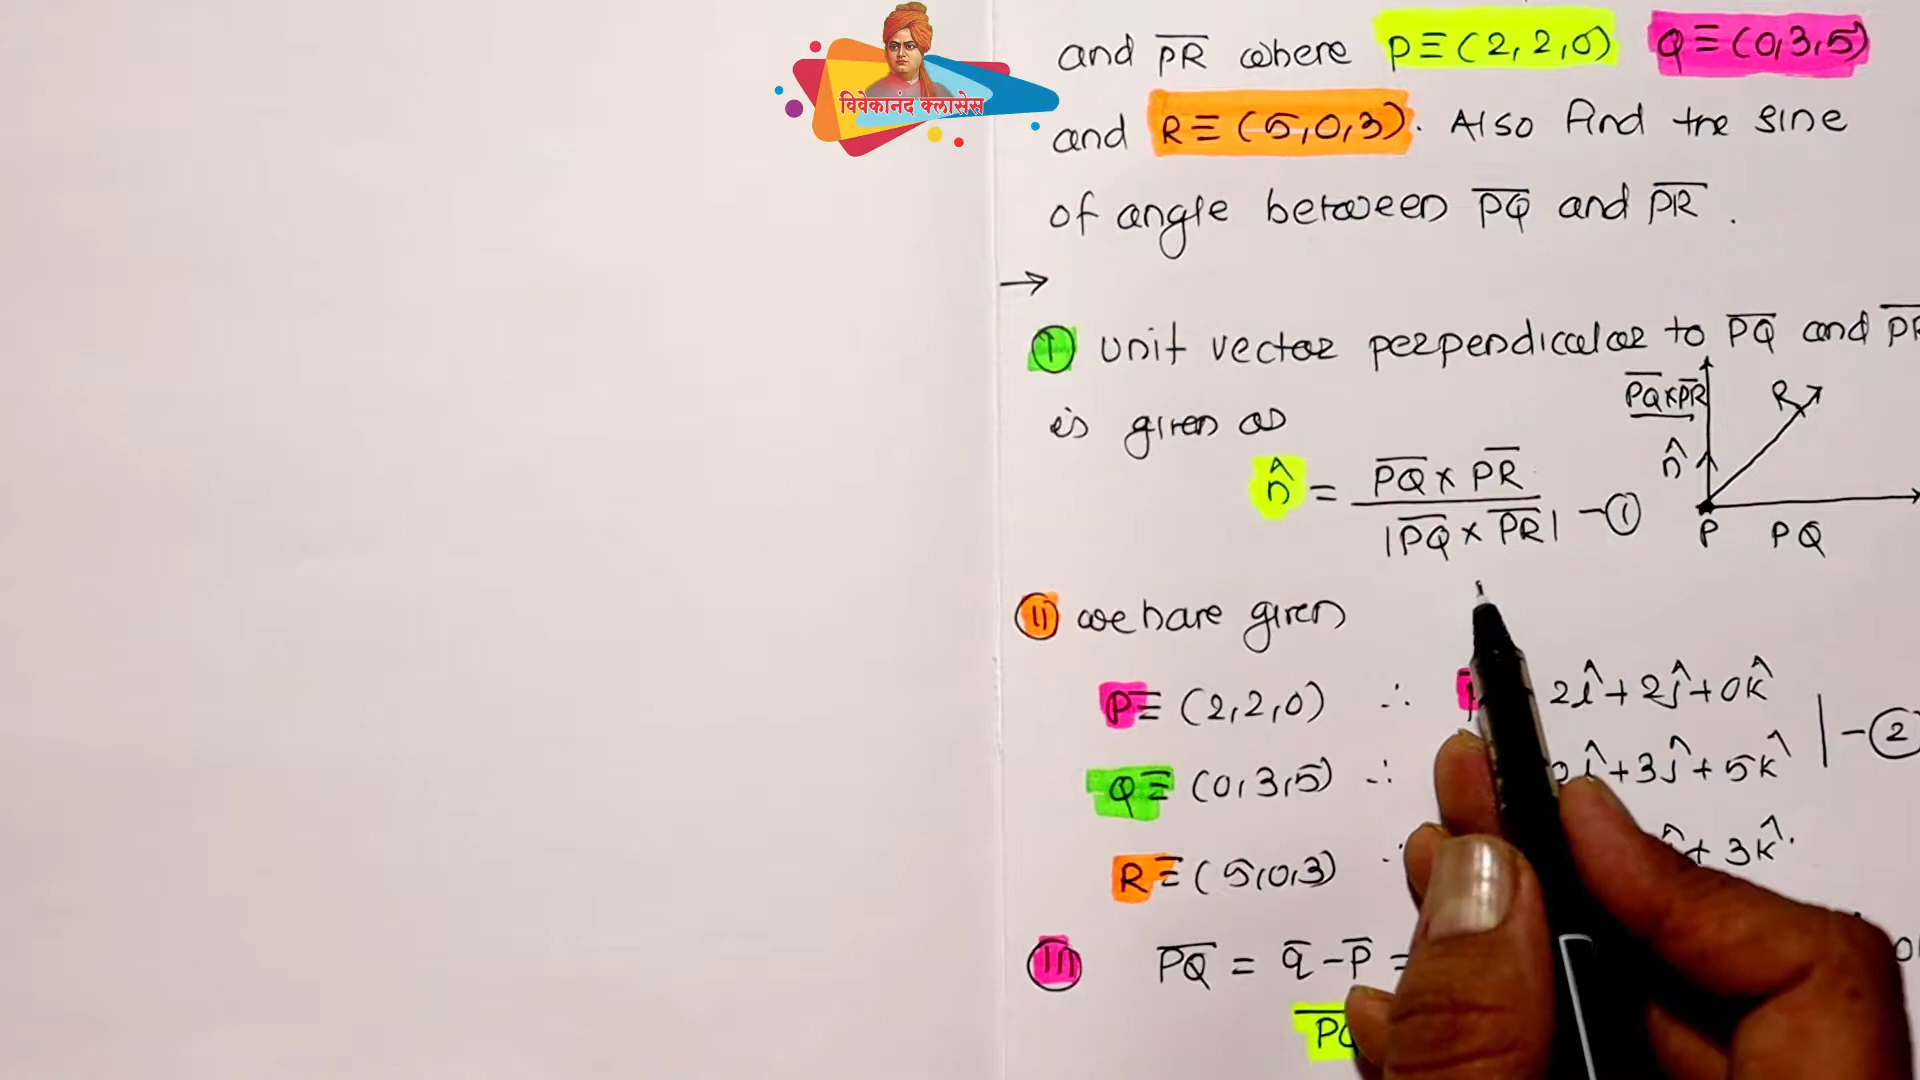 विवेकानंद क्लासेस
and PR where P≡(2,2,0) Q≡(0,3,5)
and R≡(5,0,3). Also find the sine
of angle between PQ and PR.
→
I unit vector perpendicular to PQ and PR
is given as
n̂ = PQ × PR / |PQ × PR| —①
PQ×PR
R
n̂
P PQ
II we have given
P≡ (2,2,0) ∴ 2î+2ĵ+0k̂
Q≡ (0,3,5) ∴ 0î+3ĵ+5k̂ | —②
R≡ (5,0,3) ∴ + 3k̂.
III PQ = q̄ - p̄ =
PQ